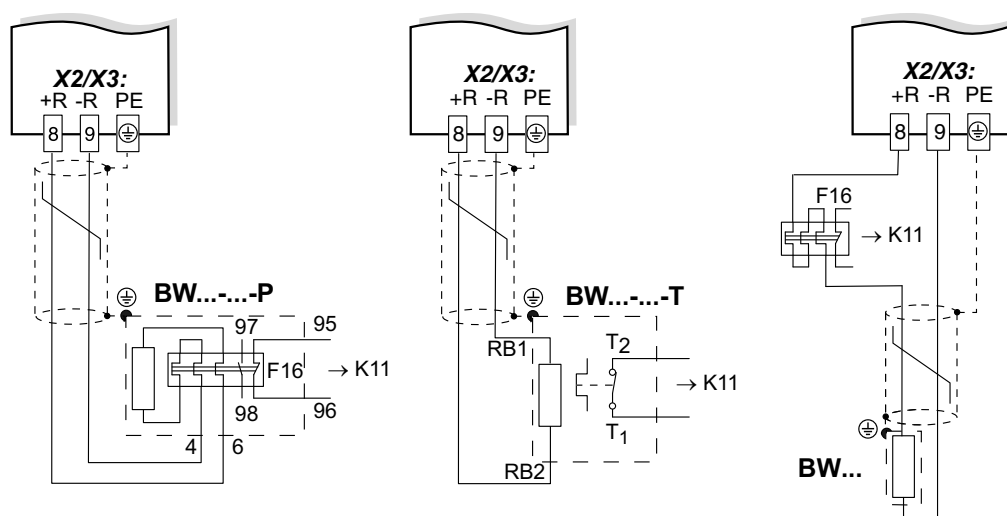 X2/X3:
+R -R PE
8 9
BW...-...-P
97 95
F16 → K11
98 96
4 6
X2/X3:
+R -R PE
8 9
BW...-...-T
RB1
T2
→ K11
T1
RB2
X2/X3:
+R -R PE
8 9
F16
→ K11
BW...